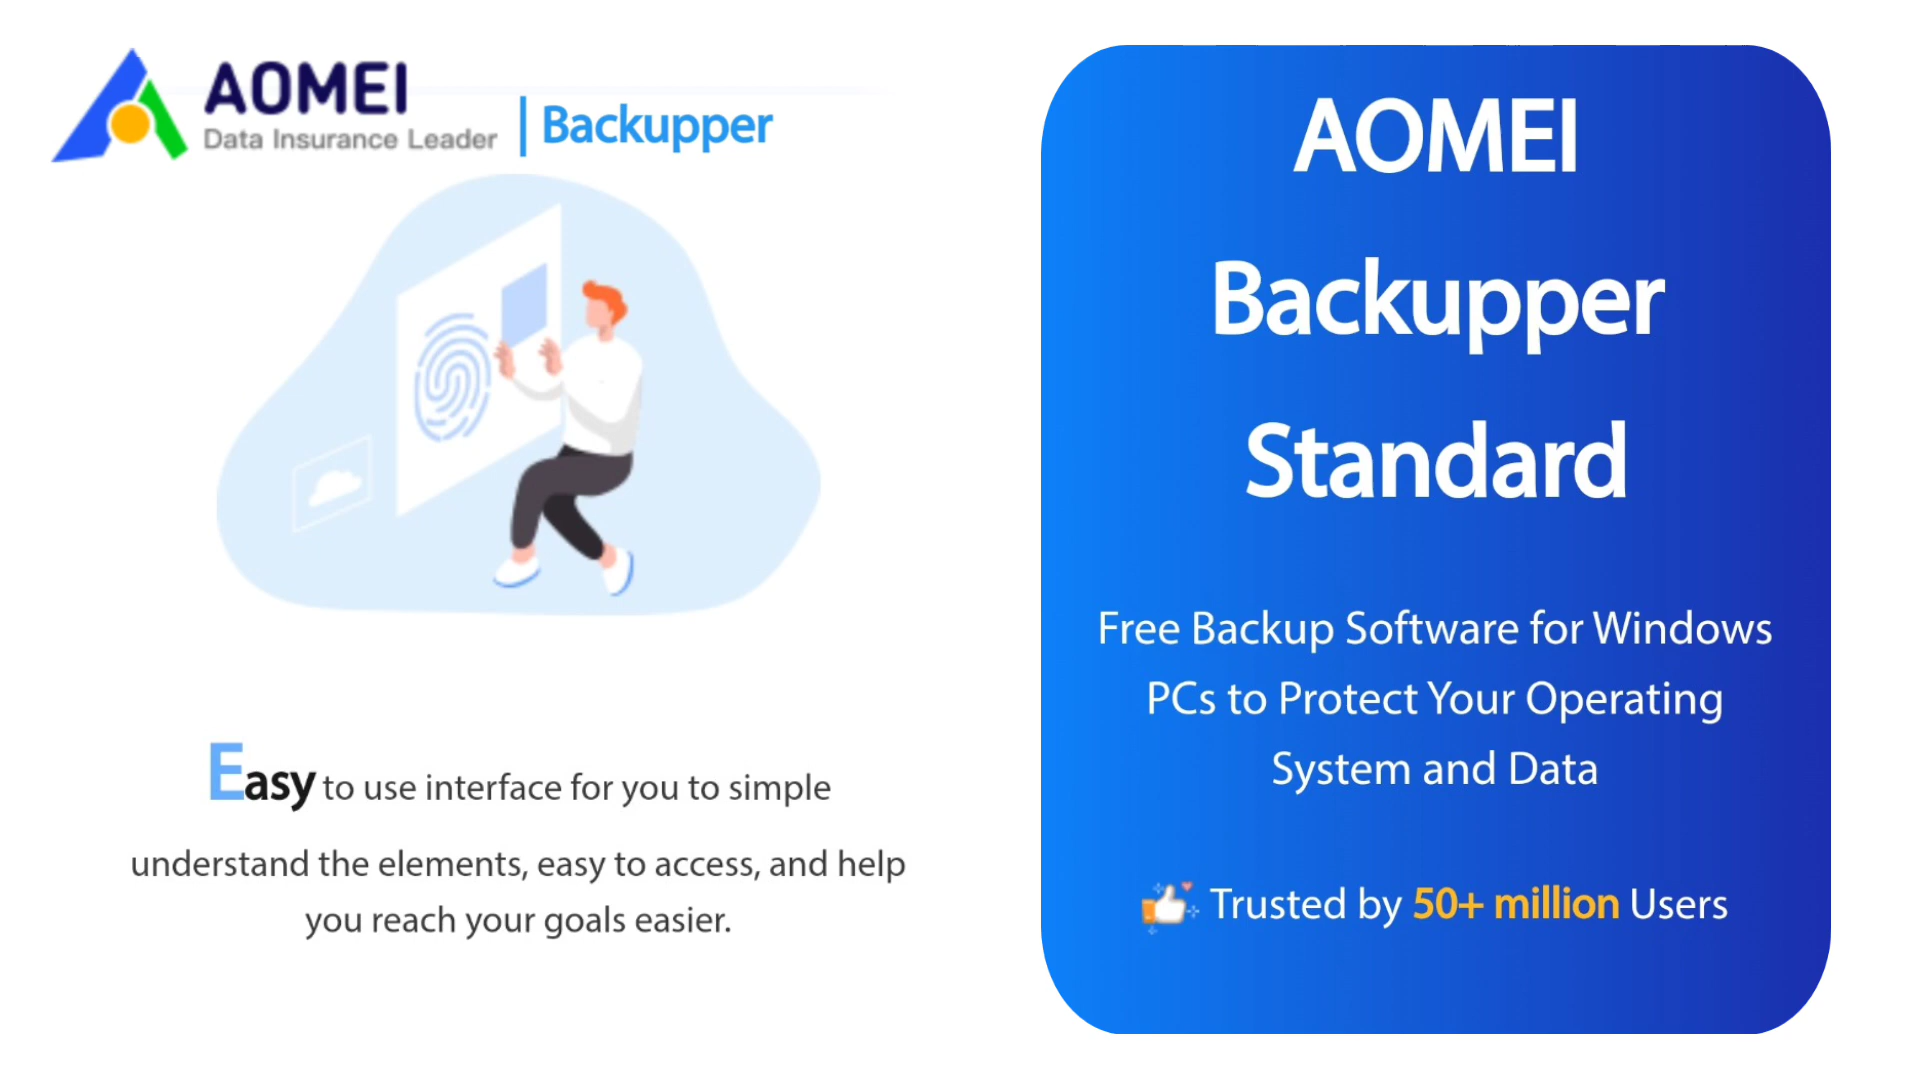 AOMEI
Data Insurance Leader
| Backupper
Easy to use interface for you to simple
understand the elements, easy to access, and help
you reach your goals easier.
AOMEI
Backupper
Standard
Free Backup Software for Windows
PCs to Protect Your Operating
System and Data
Trusted by 50+ million Users